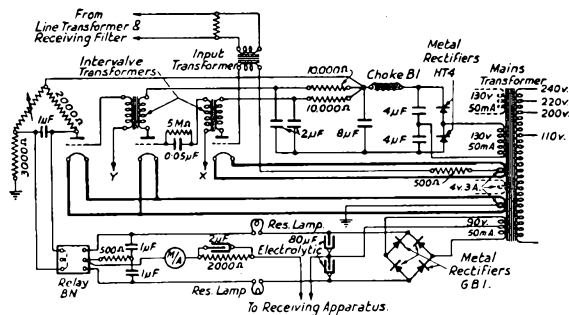 From
Line Transformer &
Receiving Filter
Intervalve
Transformers
Input
Transformer
10.000Ω
Choke B1
Metal
Rectifiers
HT4
Mains
Transformer
130v.
50mA
240v.
220v.
200v.
110v.
2000Ω
1μF
3000Ω
5 MΩ
0·05μF
10.000Ω
2μF
8μF
4μF
4μF
130v
50mA
500Ω
4v.3A.
Y
X
90v.
50mA
Res. Lamp.
2μF
Electrolytic
80μF
500Ω
1μF
1μF
M/A
2000Ω
Relay
BN
Res. Lamp
Metal
Rectifiers
GB1.
To Receiving Apparatus.